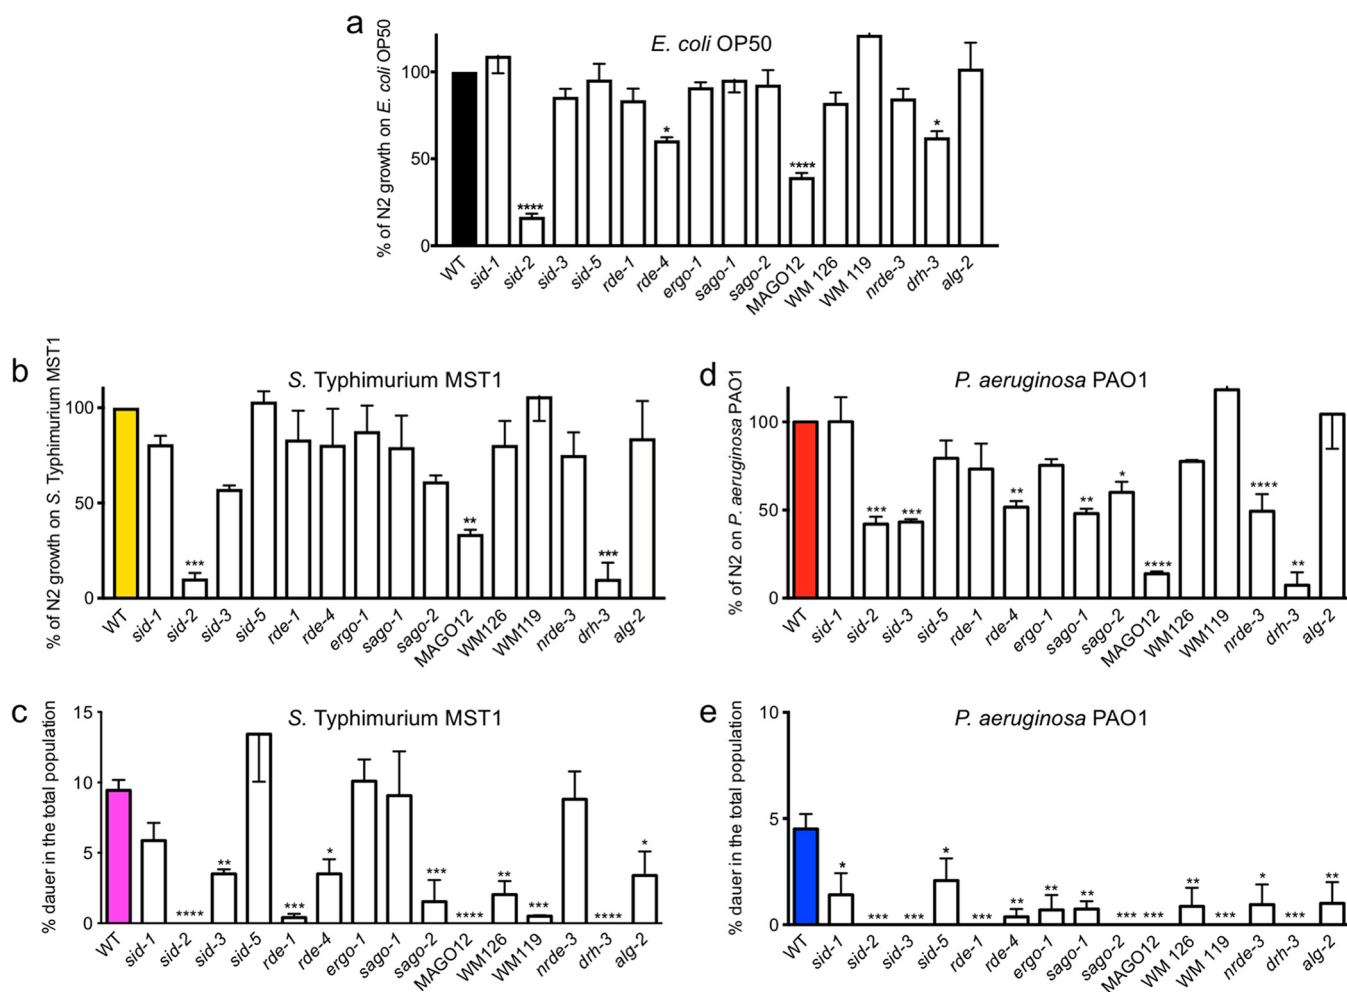 a
E. coli OP50
% of N2 growth on E. coli OP50
100
50
0
*
****
****
*
WT
sid-1
sid-2
sid-3
sid-5
rde-1
rde-4
ergo-1
sago-1
sago-2
MAGO12
WM 126
WM 119
nrde-3
drh-3
alg-2
b
S. Typhimurium MST1
% of N2 growth on S. Typhimurium MST1
100
50
0
***
**
***
WT
sid-1
sid-2
sid-3
sid-5
rde-1
rde-4
ergo-1
sago-1
sago-2
MAGO12
WM126
WM119
nrde-3
drh-3
alg-2
d
P. aeruginosa PAO1
% of N2 on P. aeruginosa PAO1
100
50
0
***
***
**
**
*
****
****
**
WT
sid-1
sid-2
sid-3
sid-5
rde-1
rde-4
ergo-1
sago-1
sago-2
MAGO12
WM126
WM119
nrde-3
drh-3
alg-2
c
S. Typhimurium MST1
% dauer in the total population
15
10
5
0
****
**
***
*
***
****
**
***
****
*
WT
sid-1
sid-2
sid-3
sid-5
rde-1
rde-4
ergo-1
sago-1
sago-2
MAGO12
WM126
WM119
nrde-3
drh-3
alg-2
e
P. aeruginosa PAO1
% dauer in the total population
10
5
0
*
***
***
*
***
**
**
**
***
***
**
***
*
***
**
WT
sid-1
sid-2
sid-3
sid-5
rde-1
rde-4
ergo-1
sago-1
sago-2
MAGO12
WM 126
WM 119
nrde-3
drh-3
alg-2